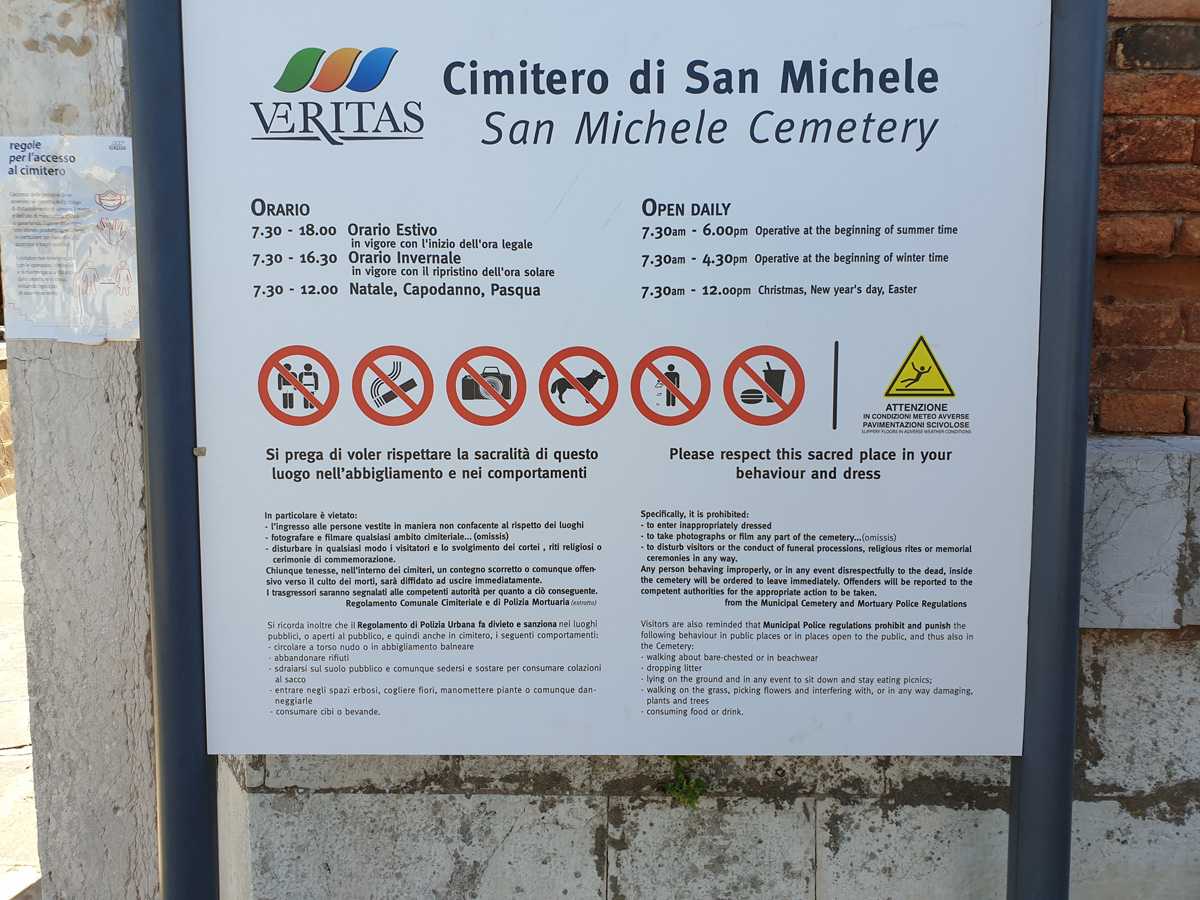 VERITAS
Cimitero di San Michele
San Michele Cemetery
regole
per l'accesso
al cimitero
ORARIO
7.30 - 18.00 Orario Estivo
in vigore con l'inizio dell'ora legale
7.30 - 16.30 Orario Invernale
in vigore con il ripristino dell'ora solare
7.30 - 12.00 Natale, Capodanno, Pasqua
OPEN DAILY
7.30am - 6.00pm Operative at the beginning of summer time
7.30am - 4.30pm Operative at the beginning of winter time
7.30am - 12.00pm Christmas, New year's day, Easter
ATTENZIONE
IN CONDIZIONI METEO AVVERSE
PAVIMENTAZIONI SCIVOLOSE
SLIPPERY FLOORS IN ADVERSE WEATHER CONDITIONS
Si prega di voler rispettare la sacralità di questo
luogo nell'abbigliamento e nei comportamenti
Please respect this sacred place in your
behaviour and dress
In particolare è vietato:
- l'ingresso alle persone vestite in maniera non confacente al rispetto dei luoghi
- fotografare e filmare qualsiasi ambito cimiteriale...(omissis)
- disturbare in qualsiasi modo i visitatori e lo svolgimento dei cortei , riti religiosi o
cerimonie di commemorazione.
Chiunque tenesse, nell'interno dei cimiteri, un contegno scorretto o comunque offen-
sivo verso il culto dei morti, sarà diffidato ad uscire immediatamente.
I trasgressori saranno segnalati alle competenti autorità per quanto a ciò conseguente.
Regolamento Comunale Cimiteriale e di Polizia Mortuaria (estratto)
Si ricorda inoltre che il Regolamento di Polizia Urbana fa divieto e sanziona nei luoghi
pubblici, o aperti al pubblico, e quindi anche in cimitero, i seguenti comportamenti:
- circolare a torso nudo o in abbigliamento balneare
- abbandonare rifiuti
- sdraiarsi sul suolo pubblico e comunque sedersi e sostare per consumare colazioni
al sacco
- entrare negli spazi erbosi, cogliere fiori, manomettere piante o comunque dan-
neggiarle
- consumare cibi o bevande.
Specifically, it is prohibited:
- to enter inappropriately dressed
- to take photographs or film any part of the cemetery...(omissis)
- to disturb visitors or the conduct of funeral processions, religious rites or memorial
ceremonies in any way.
Any person behaving improperly, or in any event disrespectfully to the dead, inside
the cemetery will be ordered to leave immediately. Offenders will be reported to the
competent authorities for the appropriate action to be taken.
from the Municipal Cemetery and Mortuary Police Regulations
Visitors are also reminded that Municipal Police regulations prohibit and punish the
following behaviour in public places or in places open to the public, and thus also in
the Cemetery:
- walking about bare-chested or in beachwear
- dropping litter
- lying on the ground and in any event to sit down and stay eating picnics;
- walking on the grass, picking flowers and interfering with, or in any way damaging,
plants and trees
- consuming food or drink.